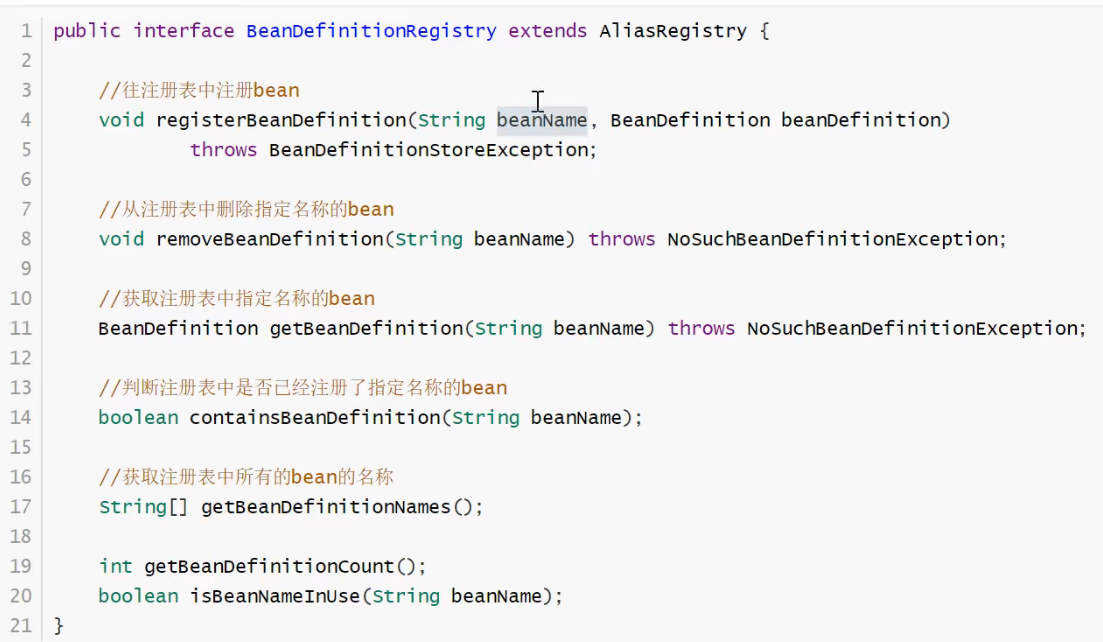 1 public interface BeanDefinitionRegistry extends AliasRegistry {
2
3 //往注册表中注册bean
4 void registerBeanDefinition(String beanName, BeanDefinition beanDefinition)
5 throws BeanDefinitionStoreException;
6
7 //从注册表中删除指定名称的bean
8 void removeBeanDefinition(String beanName) throws NoSuchBeanDefinitionException;
9
10 //获取注册表中指定名称的bean
11 BeanDefinition getBeanDefinition(String beanName) throws NoSuchBeanDefinitionException;
12
13 //判断注册表中是否已经注册了指定名称的bean
14 boolean containsBeanDefinition(String beanName);
15
16 //获取注册表中所有的bean的名称
17 String[] getBeanDefinitionNames();
18
19 int getBeanDefinitionCount();
20 boolean isBeanNameInUse(String beanName);
21 }